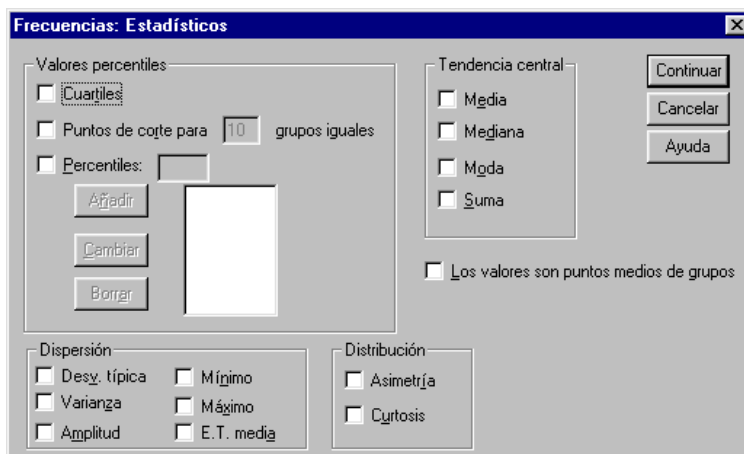 Frecuencias: Estadísticos
Valores percentiles
Cuartiles
Puntos de corte para 10 grupos iguales
Percentiles:
Añadir
Cambiar
Borrar
Tendencia central
Media
Mediana
Moda
Suma
Continuar
Cancelar
Ayuda
Los valores son puntos medios de grupos
Dispersión
Desv. típica
Mínimo
Varianza
Máximo
Amplitud
E.T. media
Distribución
Asimetría
Curtosis